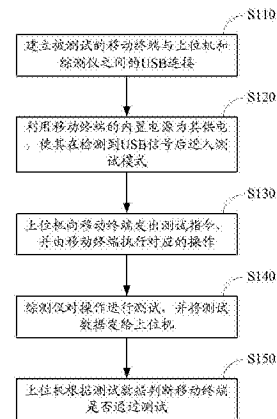 S110
建立被测试的移动终端与上位机和
综测仪之间的USB连接
S120
利用移动终端的内置电源为其供电
，使其在检测到USB信号后进入测
试模式
S130
上位机向移动终端发出测试指令，
并由移动终端执行对应的操作
S140
综测仪对操作进行测试，并将测试
数据发给上位机
S150
上位机根据测试数据判断移动终端
是否通过测试